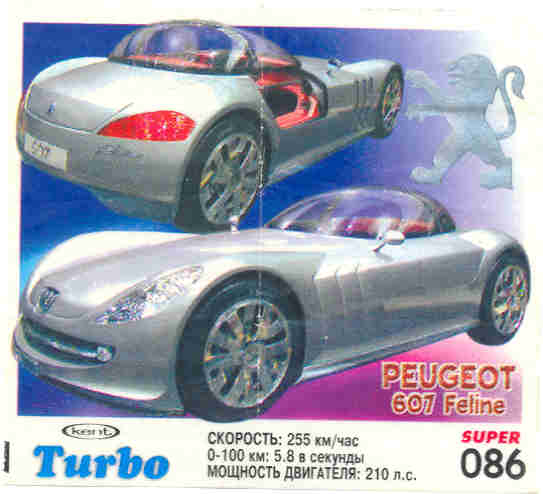 PEUGEOT
607 Feline
kent
Turbo
СКОРОСТЬ: 255 км/час
0-100 км: 5.8 в секунды
МОЩНОСТЬ ДВИГАТЕЛЯ: 210 л.с.
SUPER
086